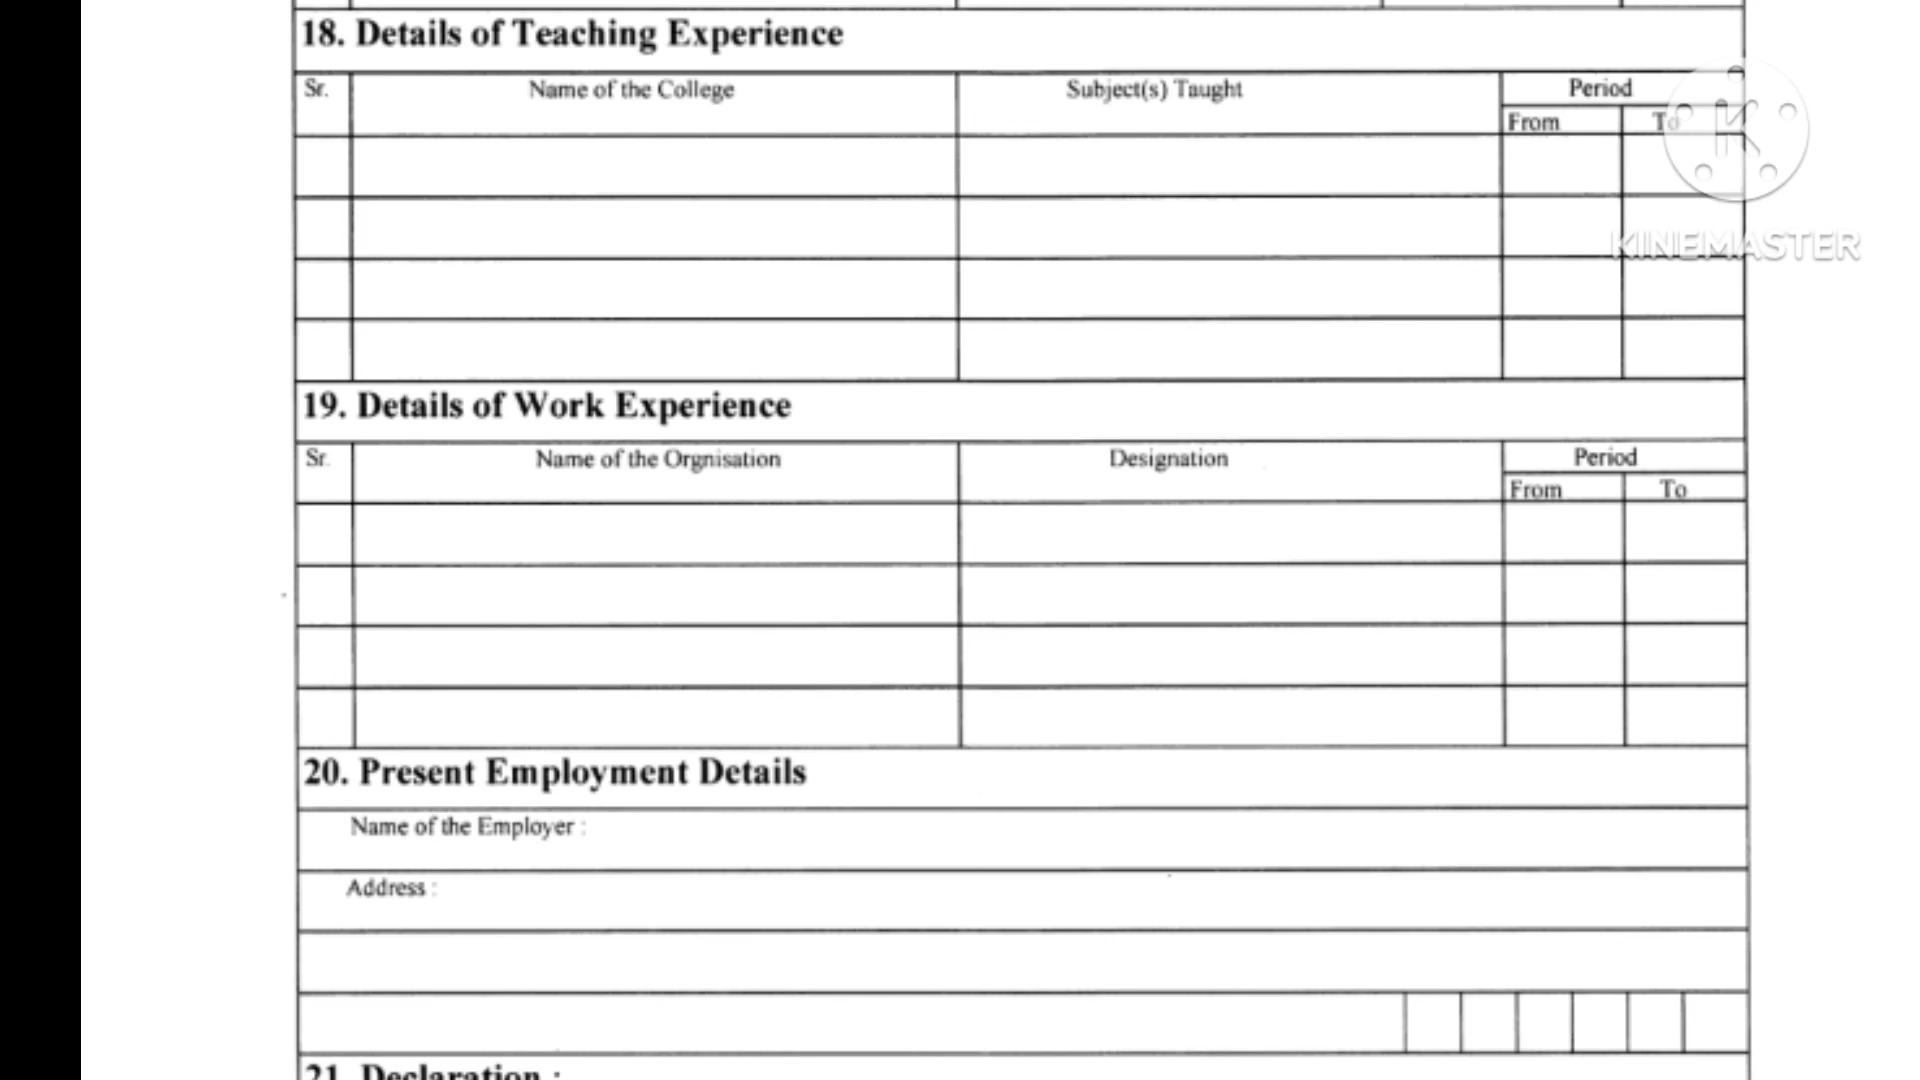 18. Details of Teaching Experience
Sr. Name of the College Subject(s) Taught Period
From To
19. Details of Work Experience
Sr. Name of the Orgnisation Designation Period
From To
20. Present Employment Details
Name of the Employer :
Address :
21. Declaration :
K
KINEMASTER